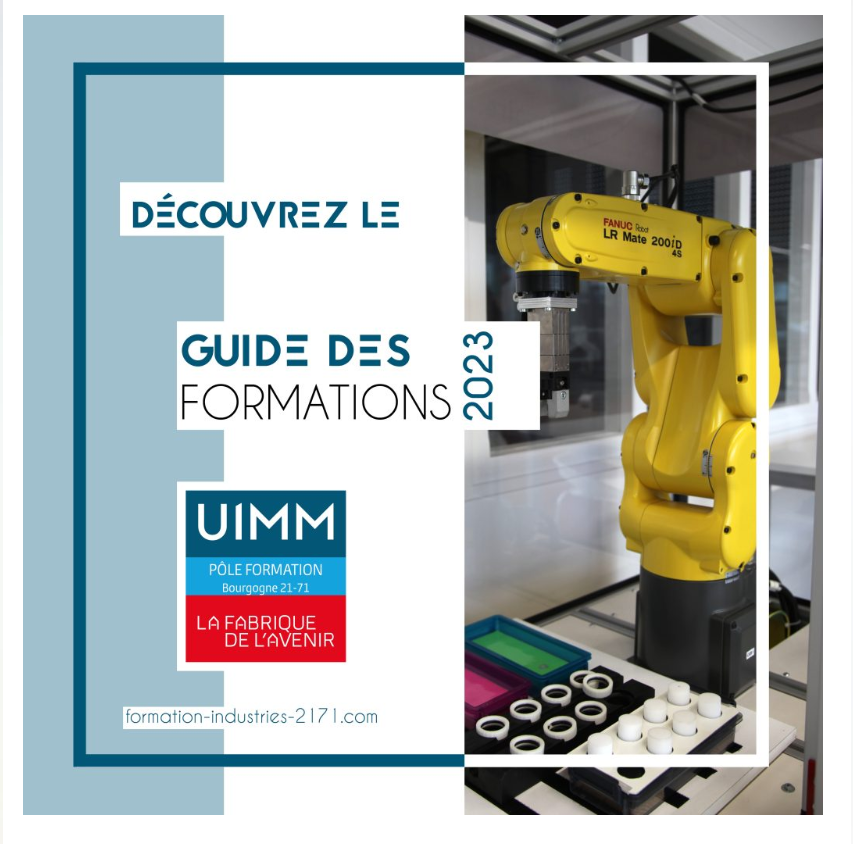 DÉCOUVREZ LE
GUIDE DES
FORMATIONS
2023
UIMM
PÔLE FORMATION
Bourgogne 21-71
LA FABRIQUE
DE L'AVENIR
formation-industries-2171.com
FANUC Robot
LR Mate 200iD
4S